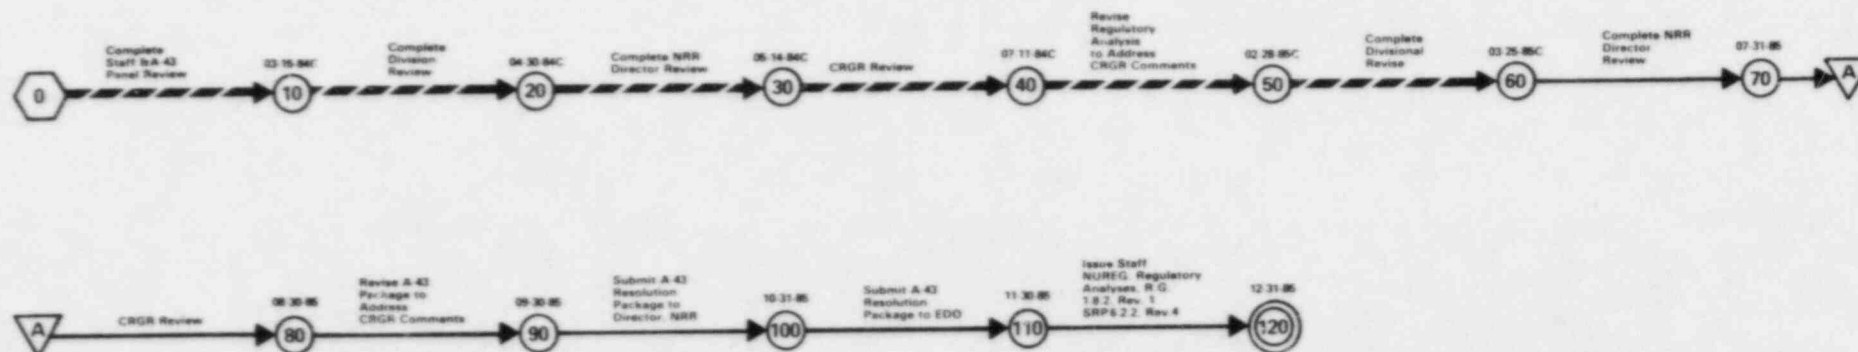 Complete
Staff &A-43
Panel Review
03-15-84C
Complete
Division
Review
04-30-84C
Complete NRR
Director Review
05-14-84C
CRGR Review
07-11-84C
Revise
Regulutory
Analysis
to Address
CRGR Comments
02-28-85C
Complete
Divisional
Revise
03-25-85C
Complete NRR
Director
Review
07-31-85
0
10
20
30
40
50
60
70
A
CRGR Review
08-30-85
Revise A-43
Package to
Address
CRGR Comments
09-30-85
Submit A-43
Resolution
Package to
Director, NRR
10-31-85
Submit A-43
Resolution
Package to EDO
11-30-85
Issue Staff
NUREG, Regulatory
Analyses, R.G.
1.8.2, Rev. 1
SRP6.2.2, Rev.4
12-31-85
A
80
90
100
110
120